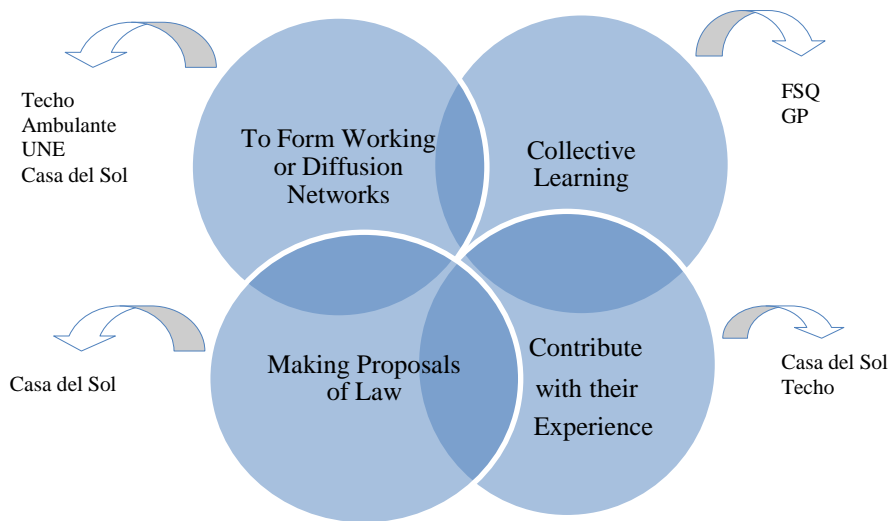 Techo
Ambulante
UNE
Casa del Sol
To Form Working
or Diffusion
Networks
Collective
Learning
FSQ
GP
Casa del Sol
Making Proposals
of Law
Contribute
with their
Experience
Casa del Sol
Techo